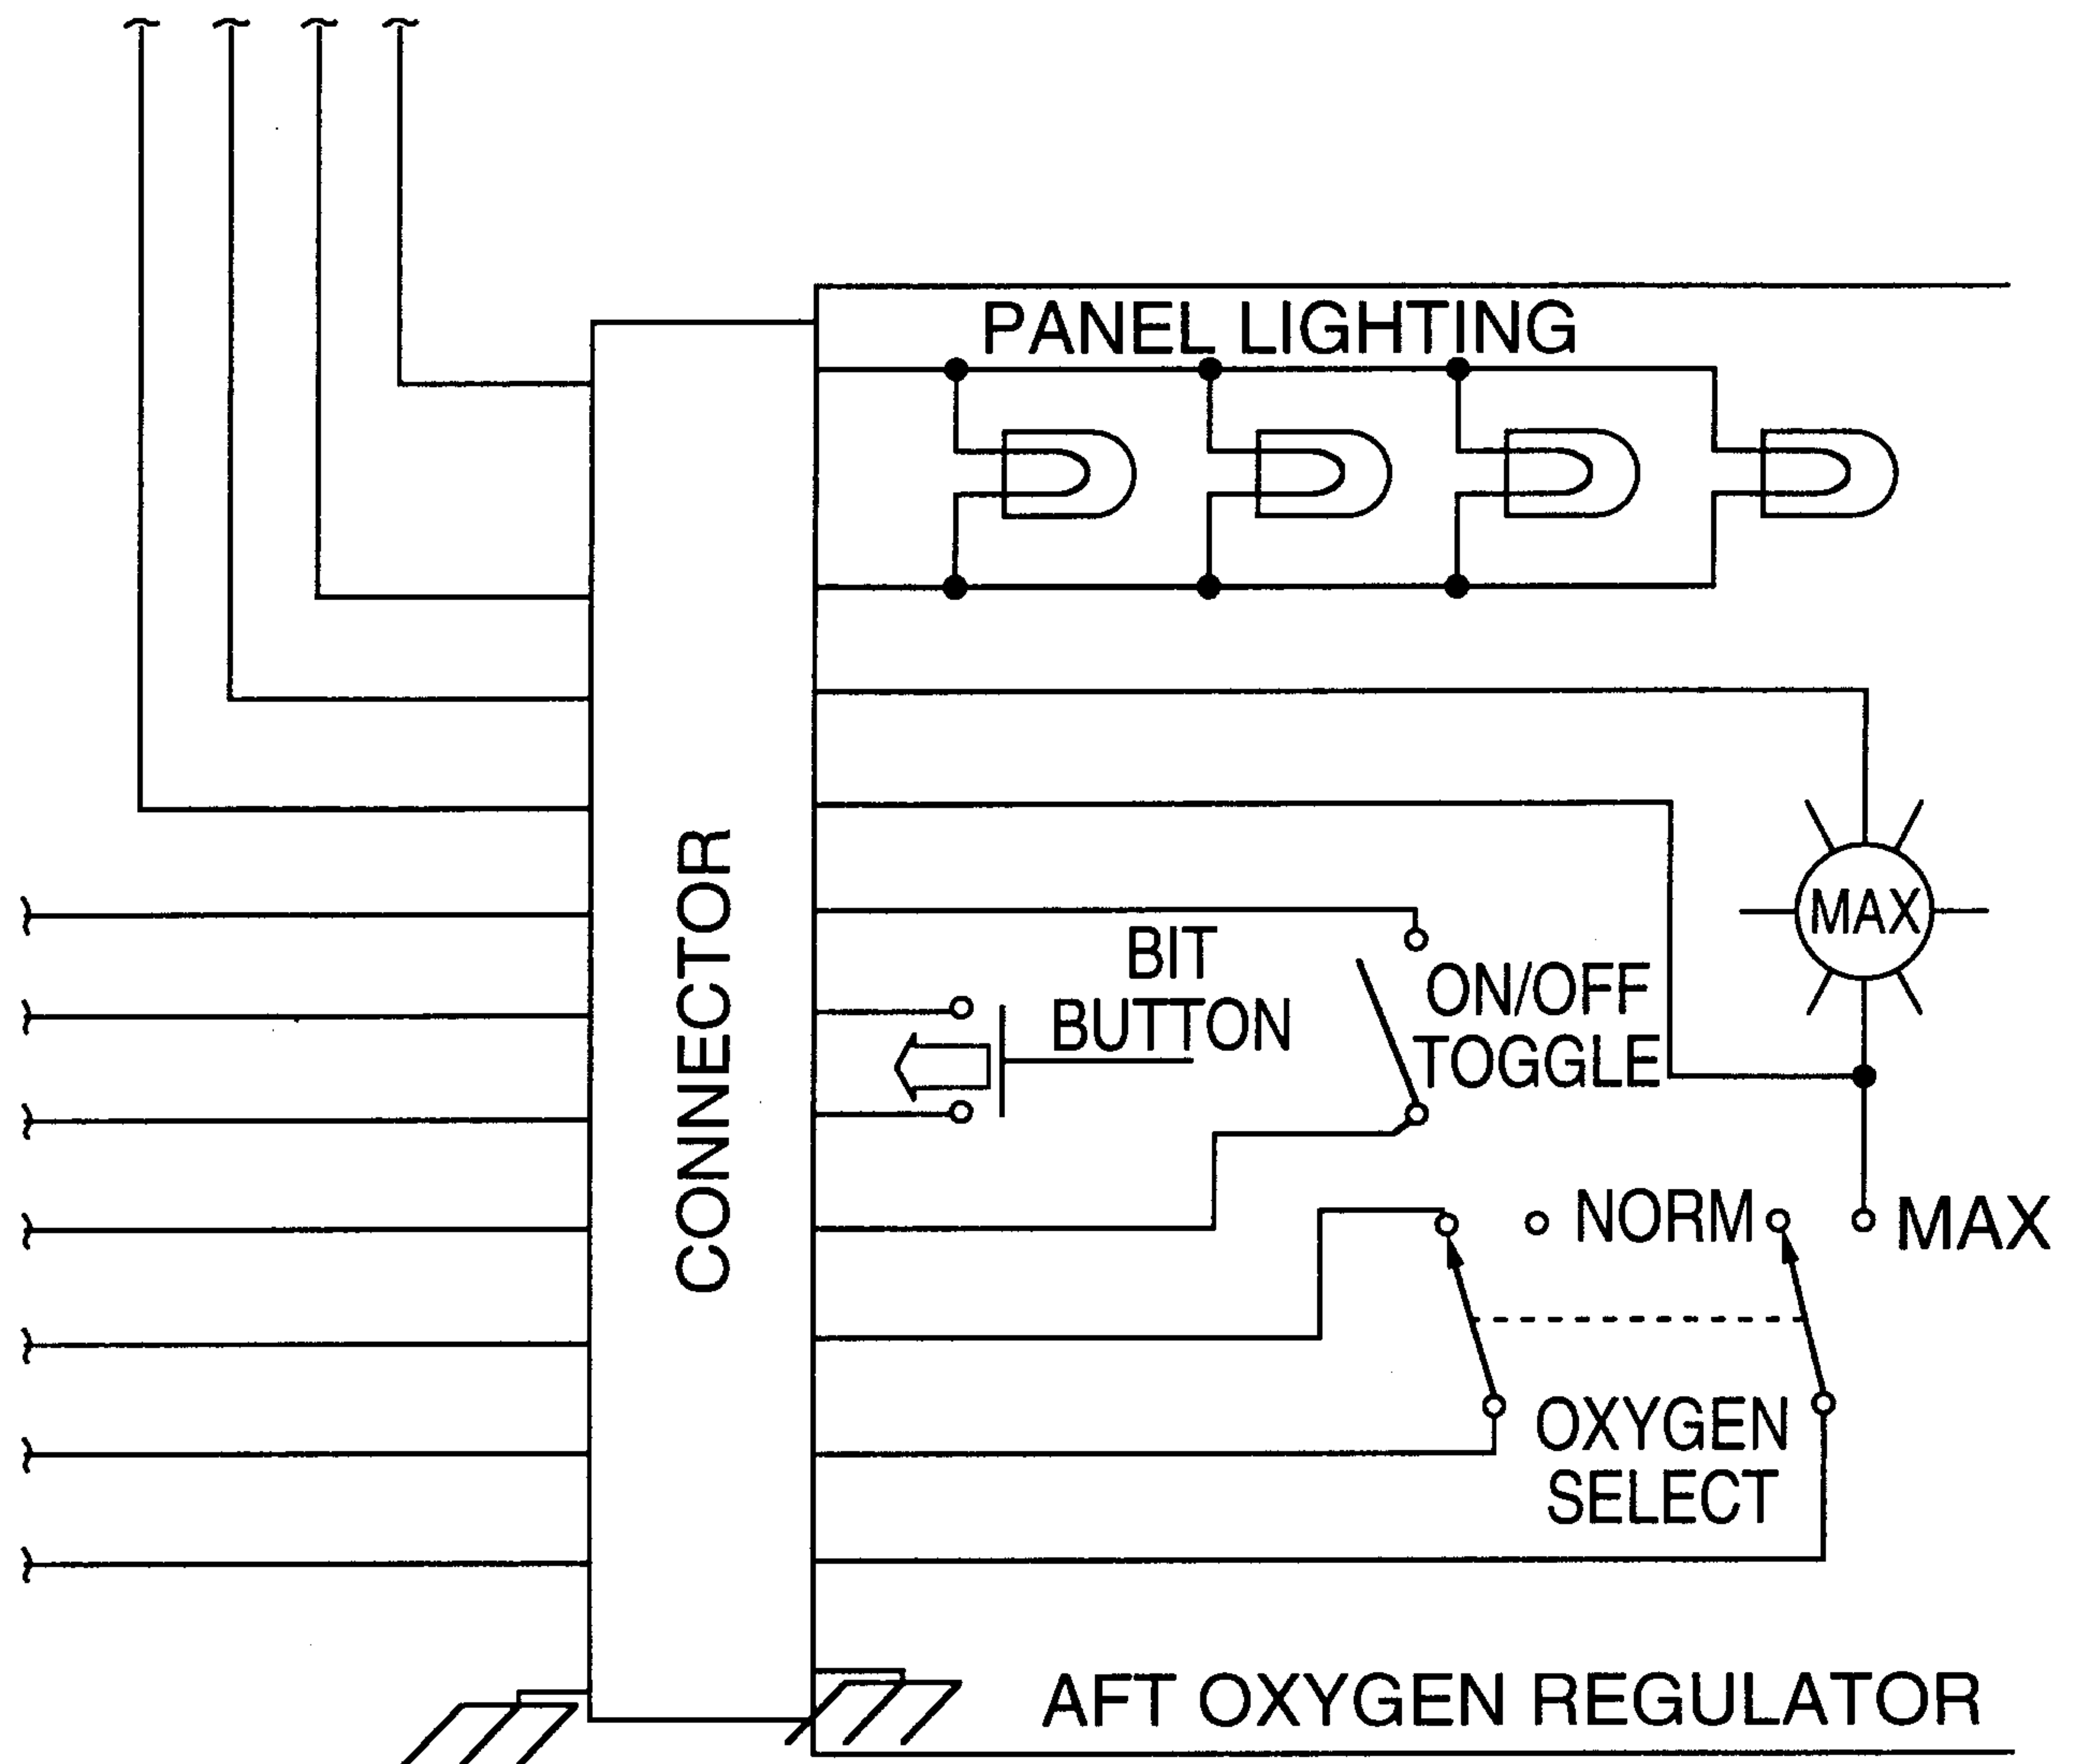 PANEL LIGHTING
CONNECTOR
MAX
BIT
BUTTON
ON/OFF
TOGGLE
NORM
MAX
OXYGEN
SELECT
AFT OXYGEN REGULATOR